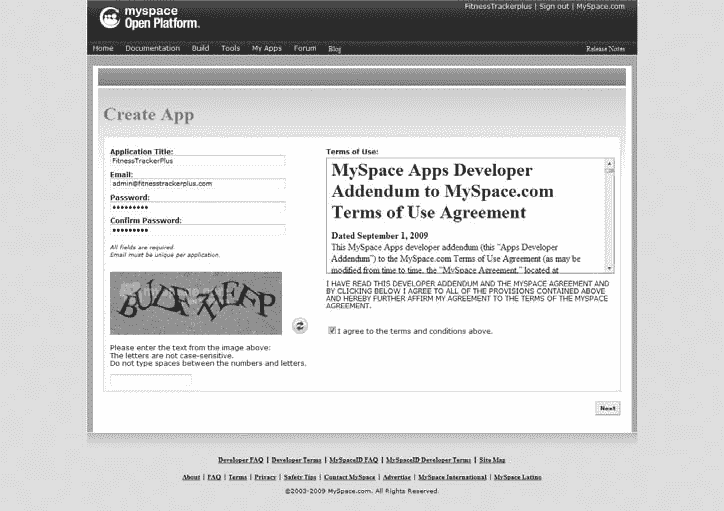 FitnessTrackerplus | Sign out | MySpace.com
myspace
Open Platform.
Home Documentation Build Tools My Apps Forum Blog Release Notes
Create App
Application Title:
FitnessTrackerPlus
Email:
admin@fitnesstrackerplus.com
Password:
•••••••••
Confirm Password:
•••••••••
All fields are required.
Email must be unique per application.
Please enter the text from the image above:
The letters are not case-sensitive.
Do not type spaces between the numbers and letters.
Terms of Use:
MySpace Apps Developer
Addendum to MySpace.com
Terms of Use Agreement
Dated September 1, 2009
This MySpace Apps developer addendum (this "Apps Developer
Addendum") to the MySpace.com Terms of Use Agreement (as may be
modified from time to time, the "MySpace Agreement," located at
I HAVE READ THIS DEVELOPER ADDENDUM AND THE MYSPACE AGREEMENT AND
BY CLICKING BELOW I AGREE TO ALL OF THE PROVISIONS CONTAINED ABOVE
AND HEREBY FURTHER AFFIRM MY AGREEMENT TO THE TERMS OF THE MYSPACE
AGREEMENT.
I agree to the terms and conditions above.
Next
Developer FAQ | Developer Terms | MySpaceID FAQ | MySpaceID Developer Terms | Site Map
About | FAQ | Terms | Privacy | Safety Tips | Contact MySpace | Advertise | MySpace International | MySpace Latino
©2003-2009 MySpace.com. All Rights Reserved.